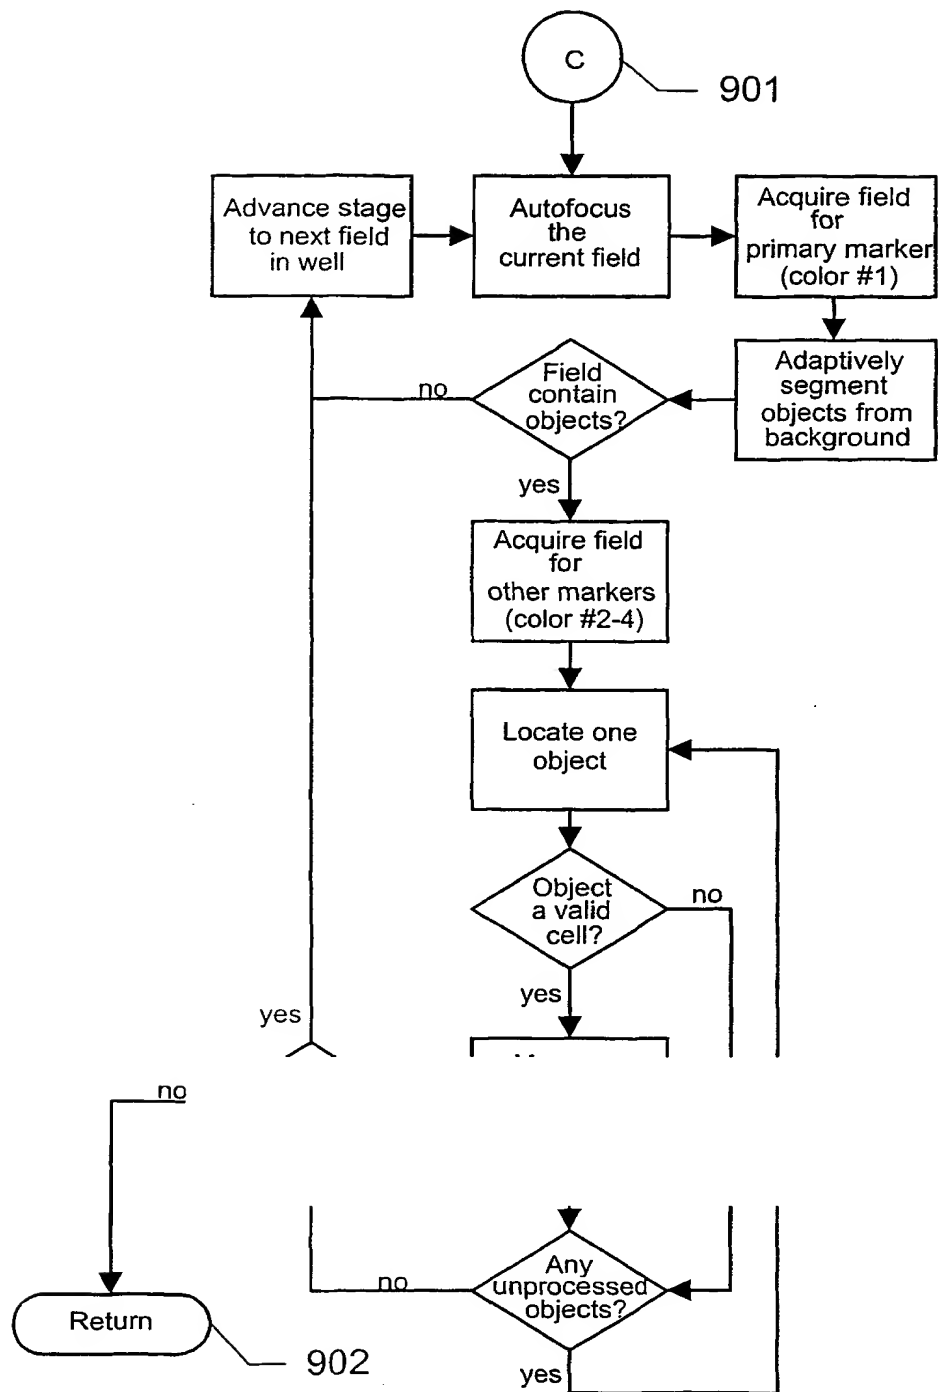 C
901
Advance stage
to next field
in well
Autofocus
the
current field
Acquire field
for
primary marker
(color #1)
Adaptively
segment
objects from
background
Field
contain
objects?
no
yes
Acquire field
for
other markers
(color #2-4)
Locate one
object
Object
a valid
cell?
no
yes
yes
no
Any
unprocessed
objects?
no
yes
Return
902